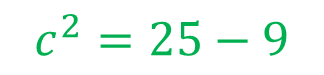 c² = 25 − 9